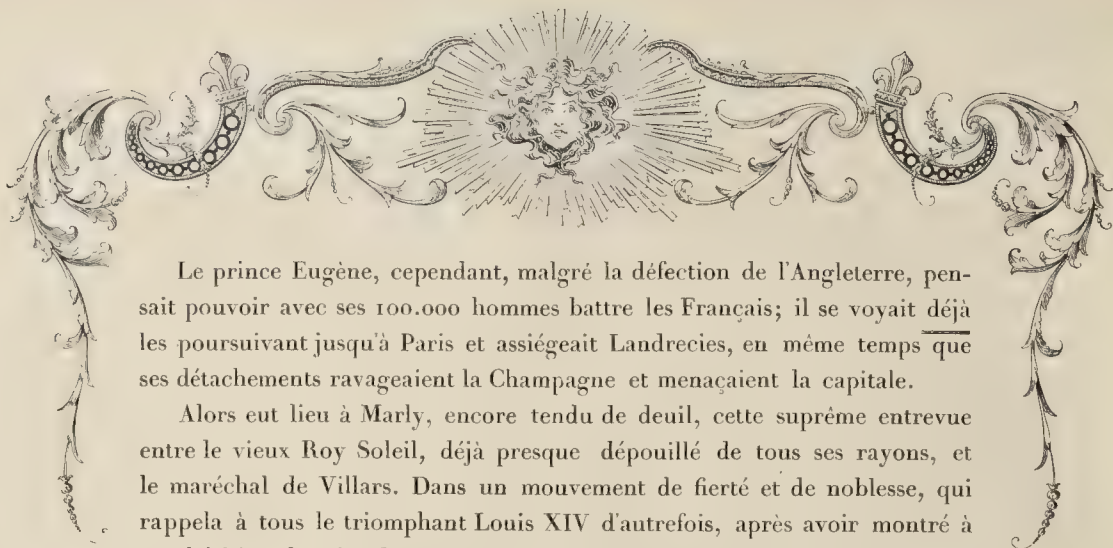 Le prince Eugène, cependant, malgré la défection de l'Angleterre, pen-
sait pouvoir avec ses 100.000 hommes battre les Français; il se voyait déjà
les poursuivant jusqu'à Paris et assiégeait Landrecies, en même temps que
ses détachements ravageaient la Champagne et menaçaient la capitale.
Alors eut lieu à Marly, encore tendu de deuil, cette suprême entrevue
entre le vieux Roy Soleil, déjà presque dépouillé de tous ses rayons, et
le maréchal de Villars. Dans un mouvement de fierté et de noblesse, qui
rappela à tous le triomphant Louis XIV d'autrefois, après avoir montré à